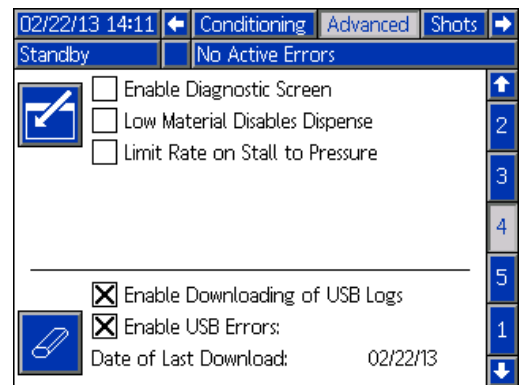 02/22/13 14:11 Conditioning Advanced Shots
Standby No Active Errors
Enable Diagnostic Screen
Low Material Disables Dispense
2
Limit Rate on Stall to Pressure
3
4
5
Enable Downloading of USB Logs
Enable USB Errors:
1
Date of Last Download: 02/22/13